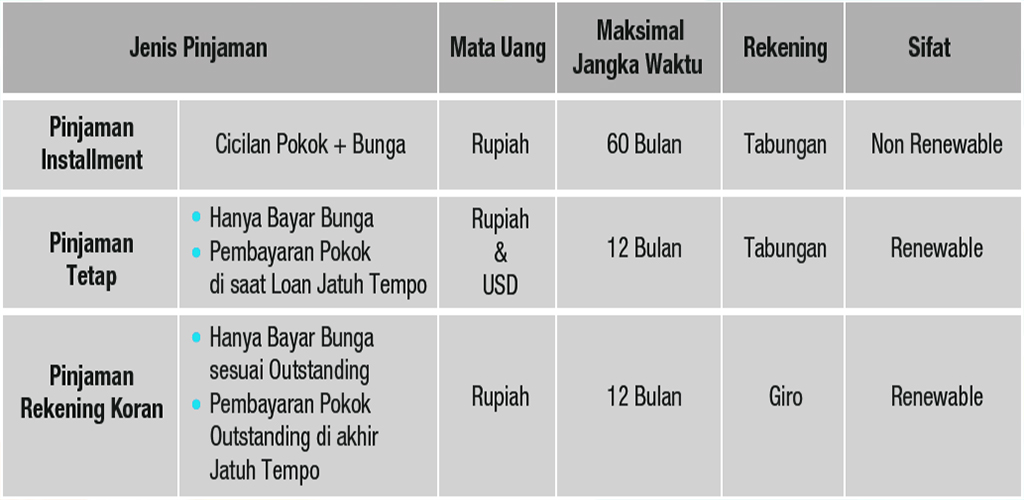 Jenis Pinjaman
Mata Uang
Maksimal
Jangka Waktu
Rekening
Sifat
Pinjaman
Installment
Cicilan Pokok + Bunga
Rupiah
60 Bulan
Tabungan
Non Renewable
Pinjaman
Tetap
• Hanya Bayar Bunga
• Pembayaran Pokok
di saat Loan Jatuh Tempo
Rupiah
&
USD
12 Bulan
Tabungan
Renewable
Pinjaman
Rekening Koran
• Hanya Bayar Bunga
sesuai Outstanding
• Pembayaran Pokok
Outstanding di akhir
Jatuh Tempo
Rupiah
12 Bulan
Giro
Renewable